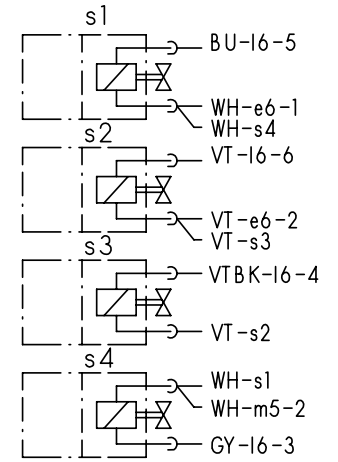 s1
BU-16-5
WH-e6-1
WH-s4
s2
VT-16-6
VT-e6-2
VT-s3
s3
VTBK-16-4
VT-s2
s4
WH-s1
WH-m5-2
GY-16-3